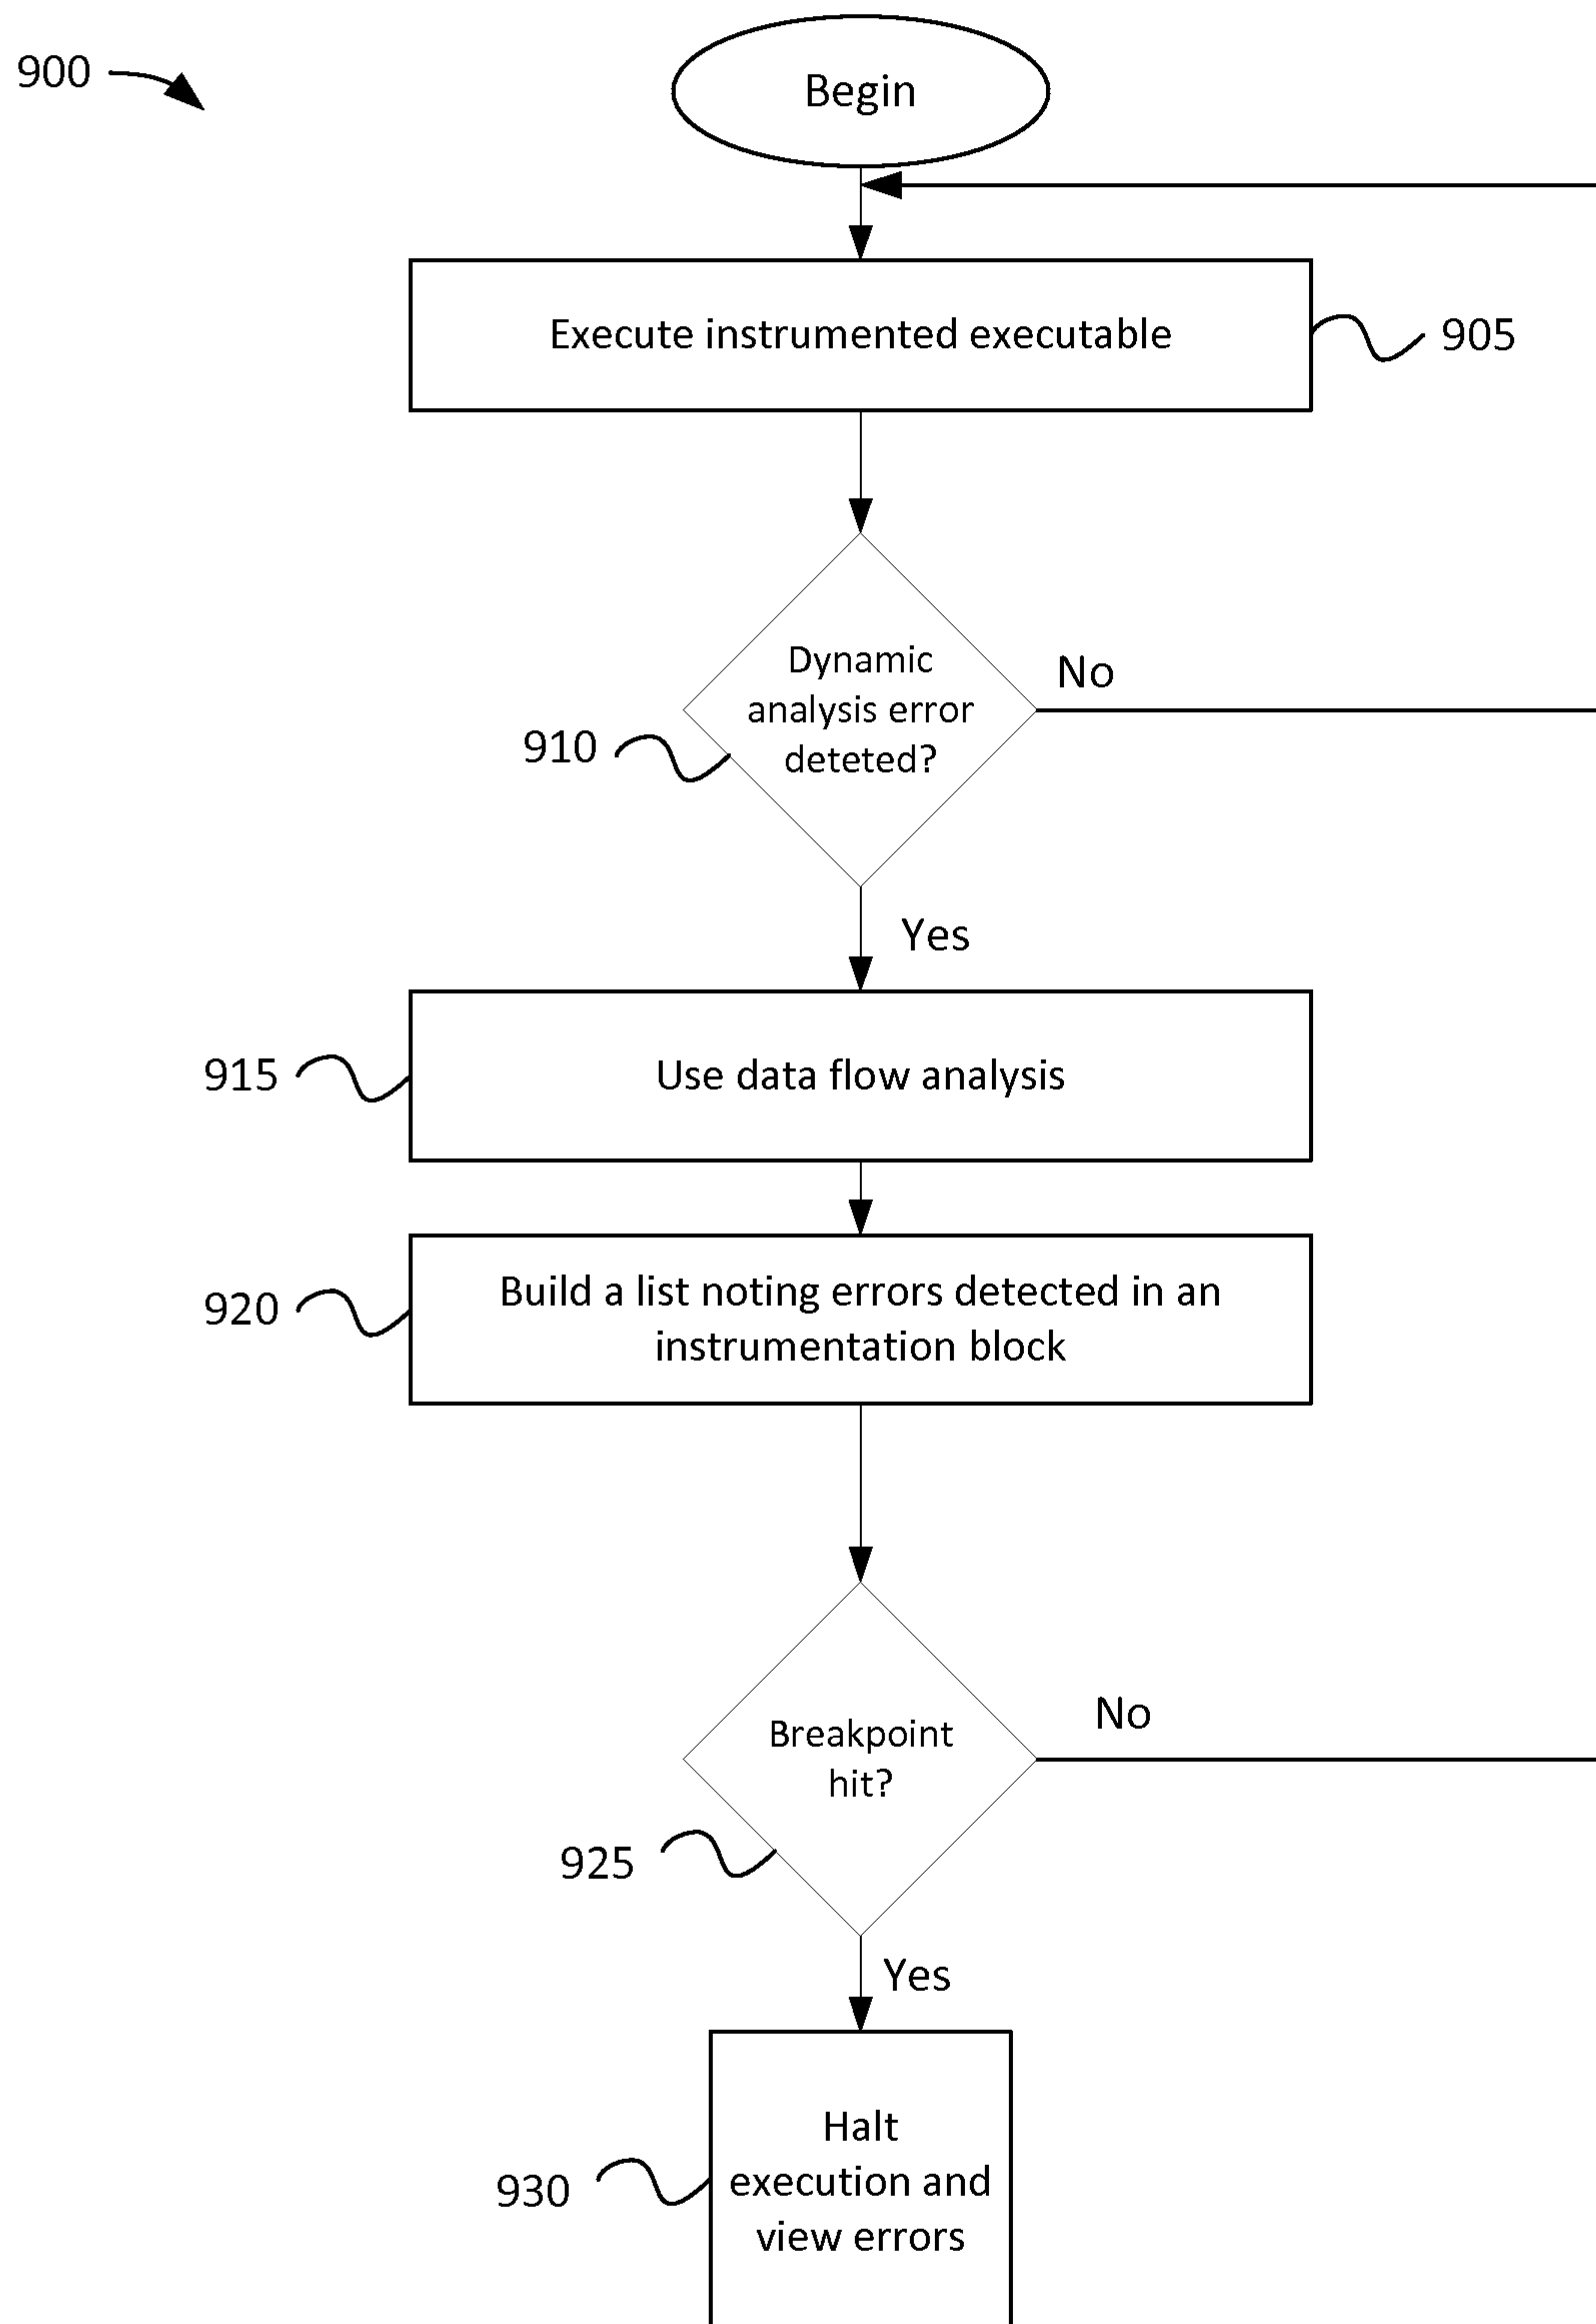 900
Begin
Execute instrumented executable
905
Dynamic
analysis error
deteted?
No
910
Yes
915
Use data flow analysis
920
Build a list noting errors detected in an
instrumentation block
No
Breakpoint
hit?
925
Yes
Halt
execution and
view errors
930